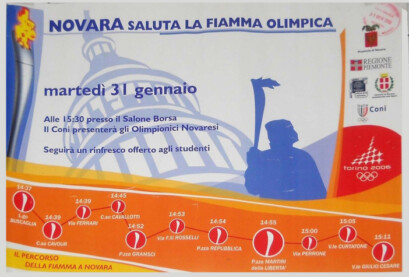 NOVARA SALUTA LA FIAMMA OLIMPICA
REGIONE
PIEMONTE
martedì 31 gennaio
Coni
Alle 15:30 presso il Salone Borsa
Il Coni presenterà gli Olimpionici Novaresi
Seguirà un rinfresco offerto agli studenti
torino 2006
14:37
L.go BUSCAGLIA
14:39
C.so CAVOUR
14:39
Via FERRARI
14:45
C.so CAVALLOTTI
14:52
P.zza GRAMSCI
14:53
Via F.lli ROSSELLI
14:54
P.zza REPUBBLICA
14:55
P.zza MARTIRI
della LIBERTA'
15:00
Via PERRONE
15:05
V.le CURTATONE
15:11
V.le GIULIO CESARE
IL PERCORSO
DELLA FIAMMA A NOVARA